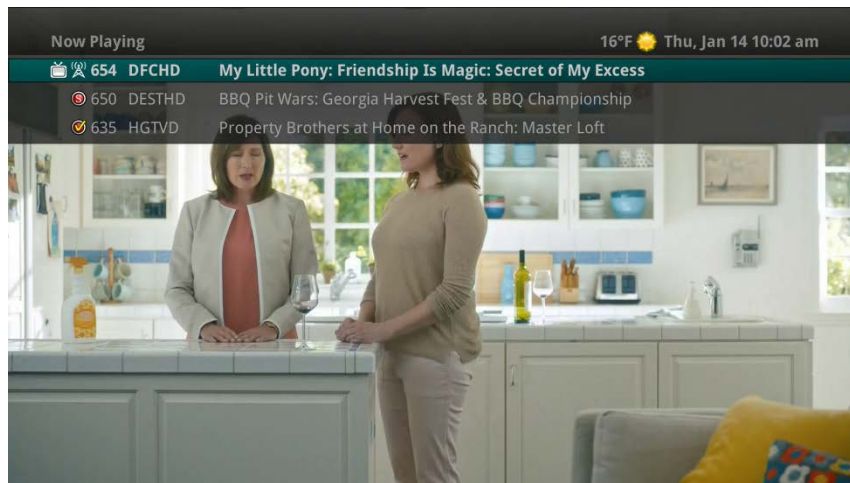 Now Playing 16°F Thu, Jan 14 10:02 am
654 DFCHD My Little Pony: Friendship Is Magic: Secret of My Excess
S 650 DESTHD BBQ Pit Wars: Georgia Harvest Fest & BBQ Championship
635 HGTVD Property Brothers at Home on the Ranch: Master Loft